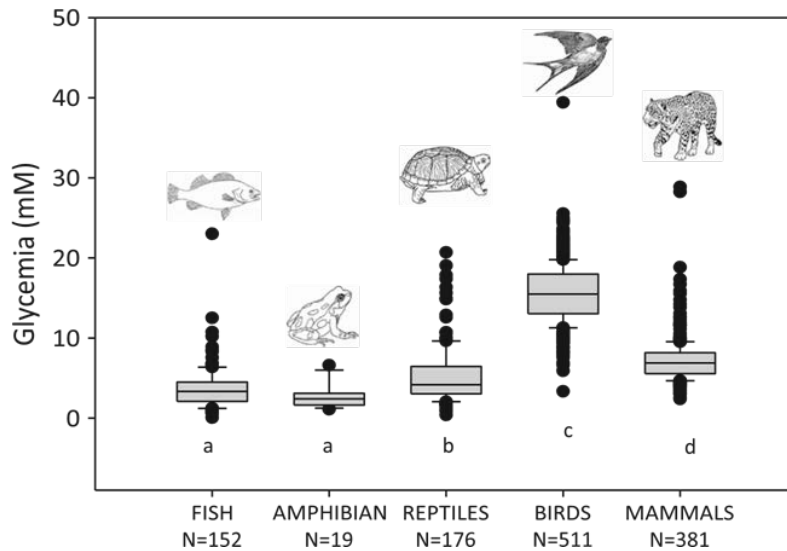 50
40
30
20
10
0
Glycemia (mM)
a
a
b
c
d
FISH
N=152
AMPHIBIAN
N=19
REPTILES
N=176
BIRDS
N=511
MAMMALS
N=381